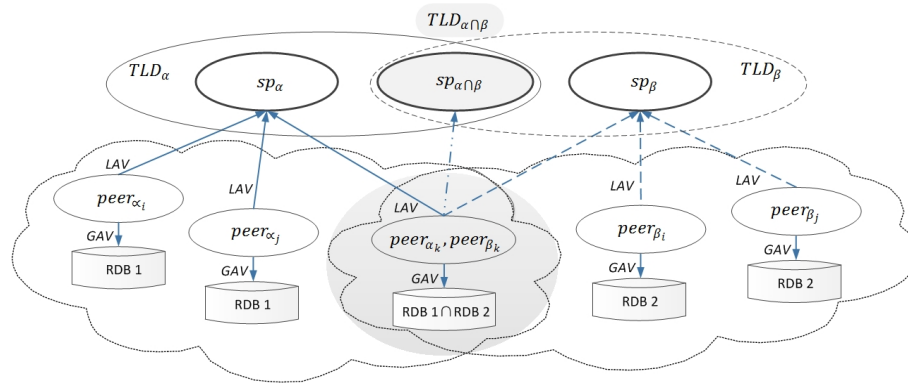 TLD_{α∩β}
TLD_α
sp_α
sp_{α∩β}
sp_β
TLD_β
LAV
LAV
LAV
LAV
LAV
peer_{∝_i}
peer_{∝_j}
peer_{α_k},peer_{β_k}
peer_{β_i}
peer_{β_j}
GAV
GAV
GAV
GAV
GAV
RDB 1
RDB 1
RDB 1∩RDB 2
RDB 2
RDB 2